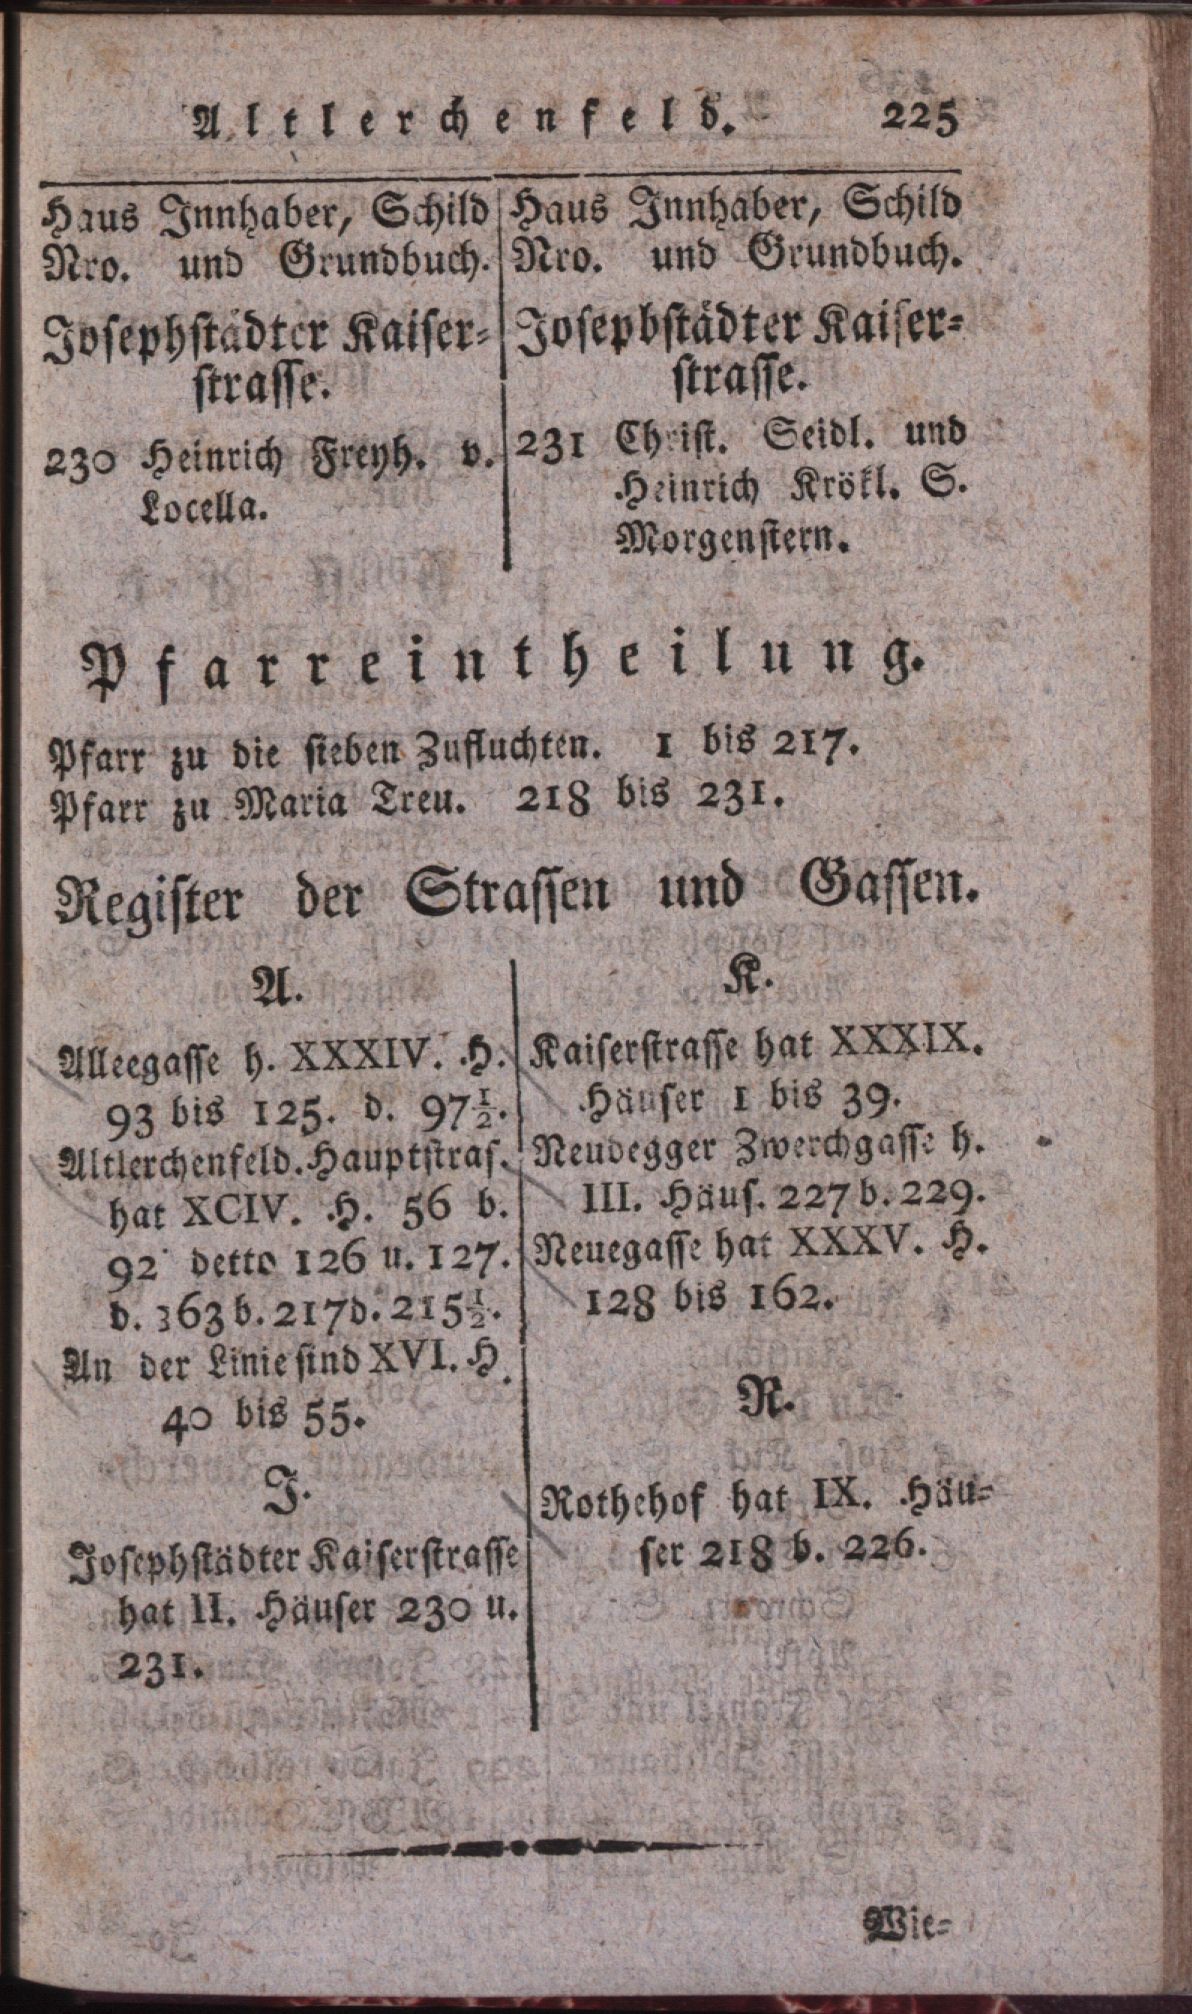 Altlerchenfeld. 225
Haus Innhaber, Schild
Nro. und Grundbuch.
Josephstädter Kaiser-
strasse.
230 Heinrich Freyh. v.
Locella.
Haus Innhaber, Schild
Nro. und Grundbuch.
Josepbstädter Kaiser-
strasse.
231 Christ. Seidl. und
Heinrich Krökl. S.
Morgenstern.
Pfarreintheilung.
Pfarr zu die sieben Zufluchten. 1 bis 217.
Pfarr zu Maria Treu. 218 bis 231.
Register der Strassen und Gassen.
A.
Alleegasse h. XXXIV. H.
93 bis 125. d. 97½.
Altlerchenfeld. Hauptstras.
hat XCIV. H. 56 b.
92 detto 126 u. 127.
d. 363 b. 217 d. 215½.
An der Linie sind XVI. H.
40 bis 55.
J.
Josephstädter Kaiserstrasse
hat II. Häuser 230 u.
231.
K.
Kaiserstrasse hat XXXIX.
Häuser 1 bis 39.
Neudegger Zwerchgasse h.
III. Häus. 227 b. 229.
Neuegasse hat XXXV. H.
128 bis 162.
R.
Rothehof hat IX. Häu-
ser 218 b. 226.
Wie-